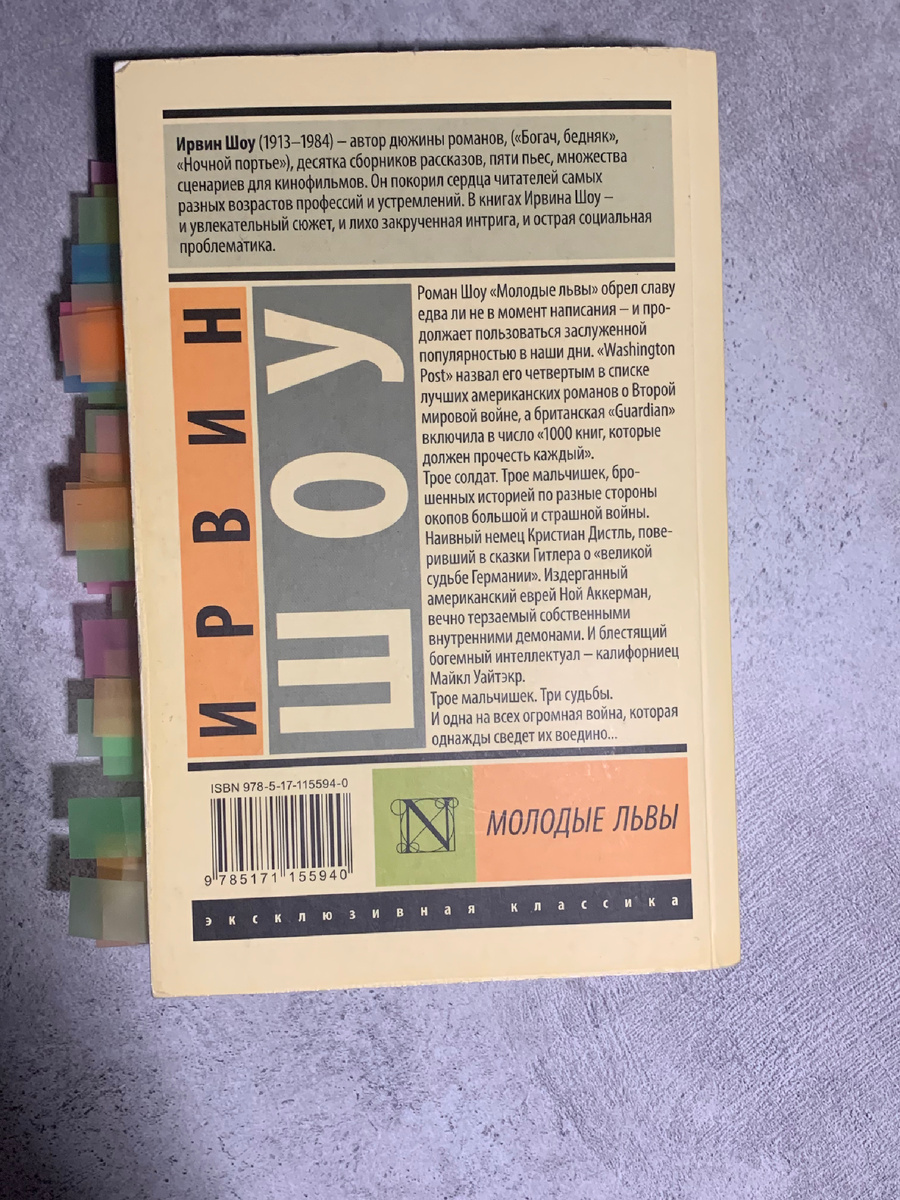 Ирвин Шоу (1913–1984) – автор дюжины романов, («Богач, бедняк»,
«Ночной портье»), десятка сборников рассказов, пяти пьес, множества
сценариев для кинофильмов. Он покорил сердца читателей самых
разных возрастов профессий и устремлений. В книгах Ирвина Шоу –
и увлекательный сюжет, и лихо закрученная интрига, и острая социальная
проблематика.
ИРВИН
ШОУ
Роман Шоу «Молодые львы» обрел славу
едва ли не в момент написания – и про-
должает пользоваться заслуженной
популярностью в наши дни. «Washington
Post» назвал его четвертым в списке
лучших американских романов о Второй
мировой войне, а британская «Guardian»
включила в число «1000 книг, которые
должен прочесть каждый».
Трое солдат. Трое мальчишек, бро-
шенных историей по разные стороны
окопов большой и страшной войны.
Наивный немец Кристиан Дистль, пове-
ривший в сказки Гитлера о «великой
судьбе Германии». Издерганный
американский еврей Ной Аккерман,
вечно терзаемый собственными
внутренними демонами. И блестящий
богемный интеллектуал – калифорниец
Майкл Уайтэкр.
Трое мальчишек. Три судьбы.
И одна на всех огромная война, которая
однажды сведет их воедино...
ISBN 978-5-17-115594-0
9 785171 155940
N
МОЛОДЫЕ ЛЬВЫ
эксклюзивная классика